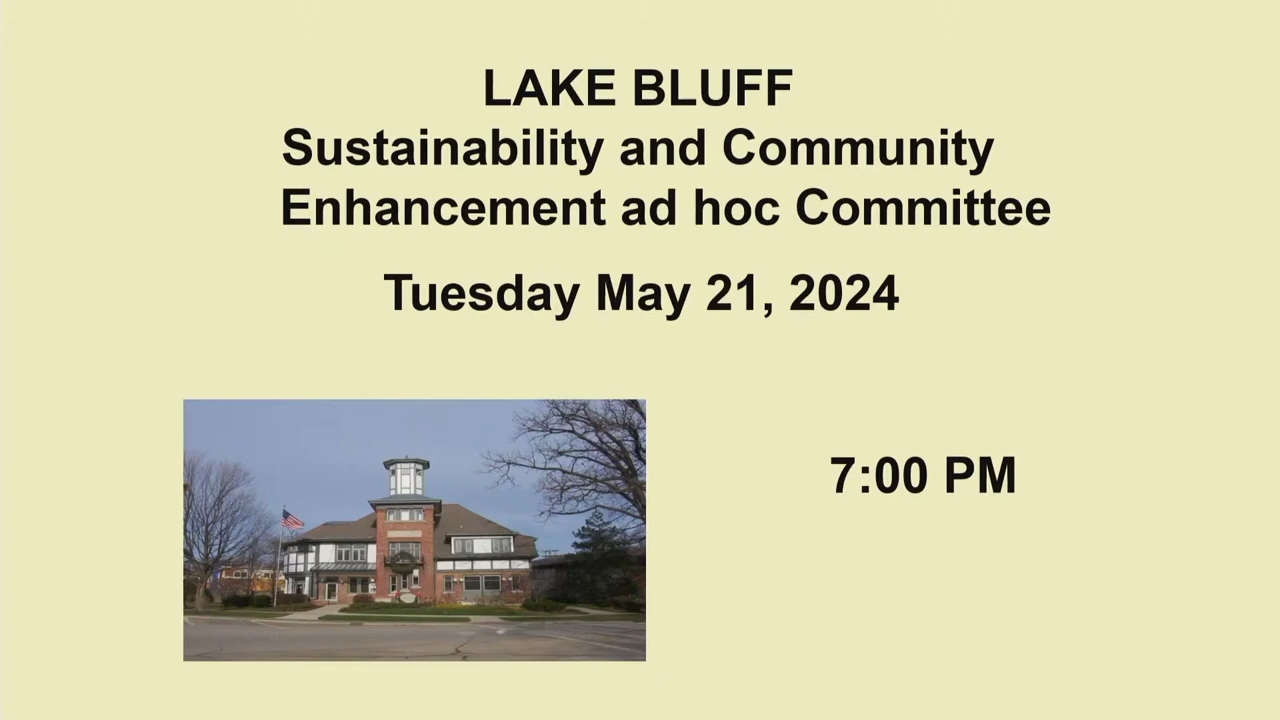 LAKE BLUFF
Sustainability and Community
Enhancement ad hoc Committee
Tuesday May 21, 2024
7:00 PM